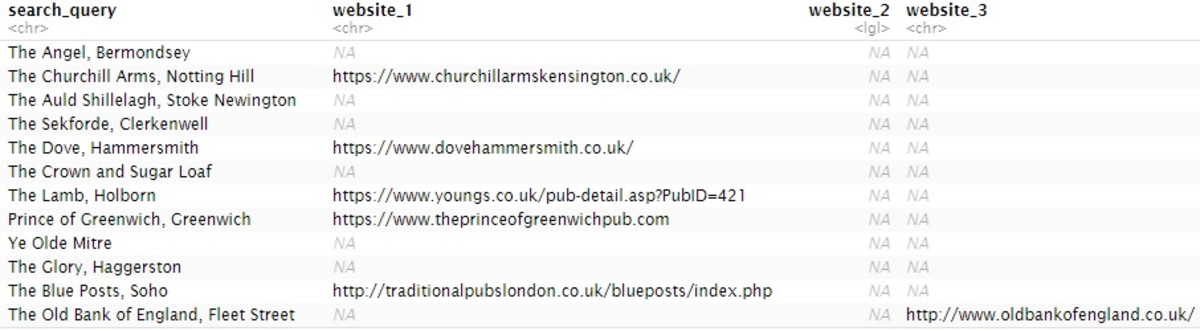 search_query website_1 website_2 website_3
<chr> <chr> <lgl> <chr>
The Angel, Bermondsey NA NA NA
The Churchill Arms, Notting Hill https://www.churchillarmskensington.co.uk/ NA NA
The Auld Shillelagh, Stoke Newington NA NA NA
The Sekforde, Clerkenwell NA NA NA
The Dove, Hammersmith https://www.dovehammersmith.co.uk/ NA NA
The Crown and Sugar Loaf NA NA NA
The Lamb, Holborn https://www.youngs.co.uk/pub-detail.asp?PubID=421 NA NA
Prince of Greenwich, Greenwich https://www.theprinceofgreenwichpub.com NA NA
Ye Olde Mitre NA NA NA
The Glory, Haggerston NA NA NA
The Blue Posts, Soho http://traditionalpubslondon.co.uk/blueposts/index.php NA NA
The Old Bank of England, Fleet Street NA NA http://www.oldbankofengland.co.uk/